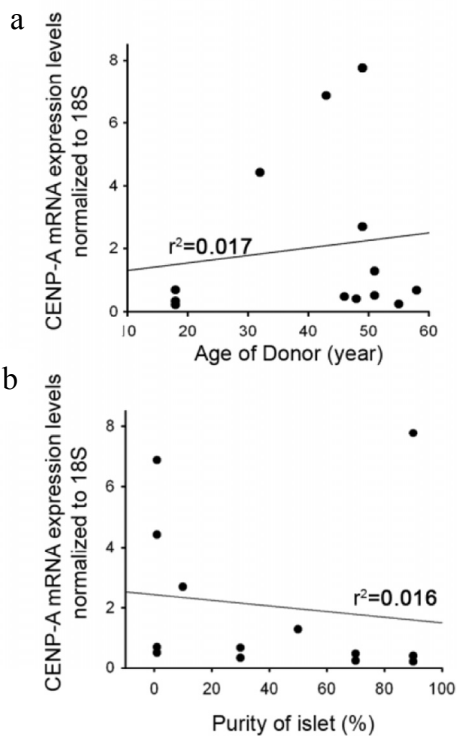 a
CENP-A mRNA expression levels
normalized to 18S
8
6
4
2
0
r²=0.017
10 20 30 40 50 60
Age of Donor (year)
b
CENP-A mRNA expression levels
normalized to 18S
8
6
4
2
0
r²=0.016
0 20 40 60 80 100
Purity of islet (%)